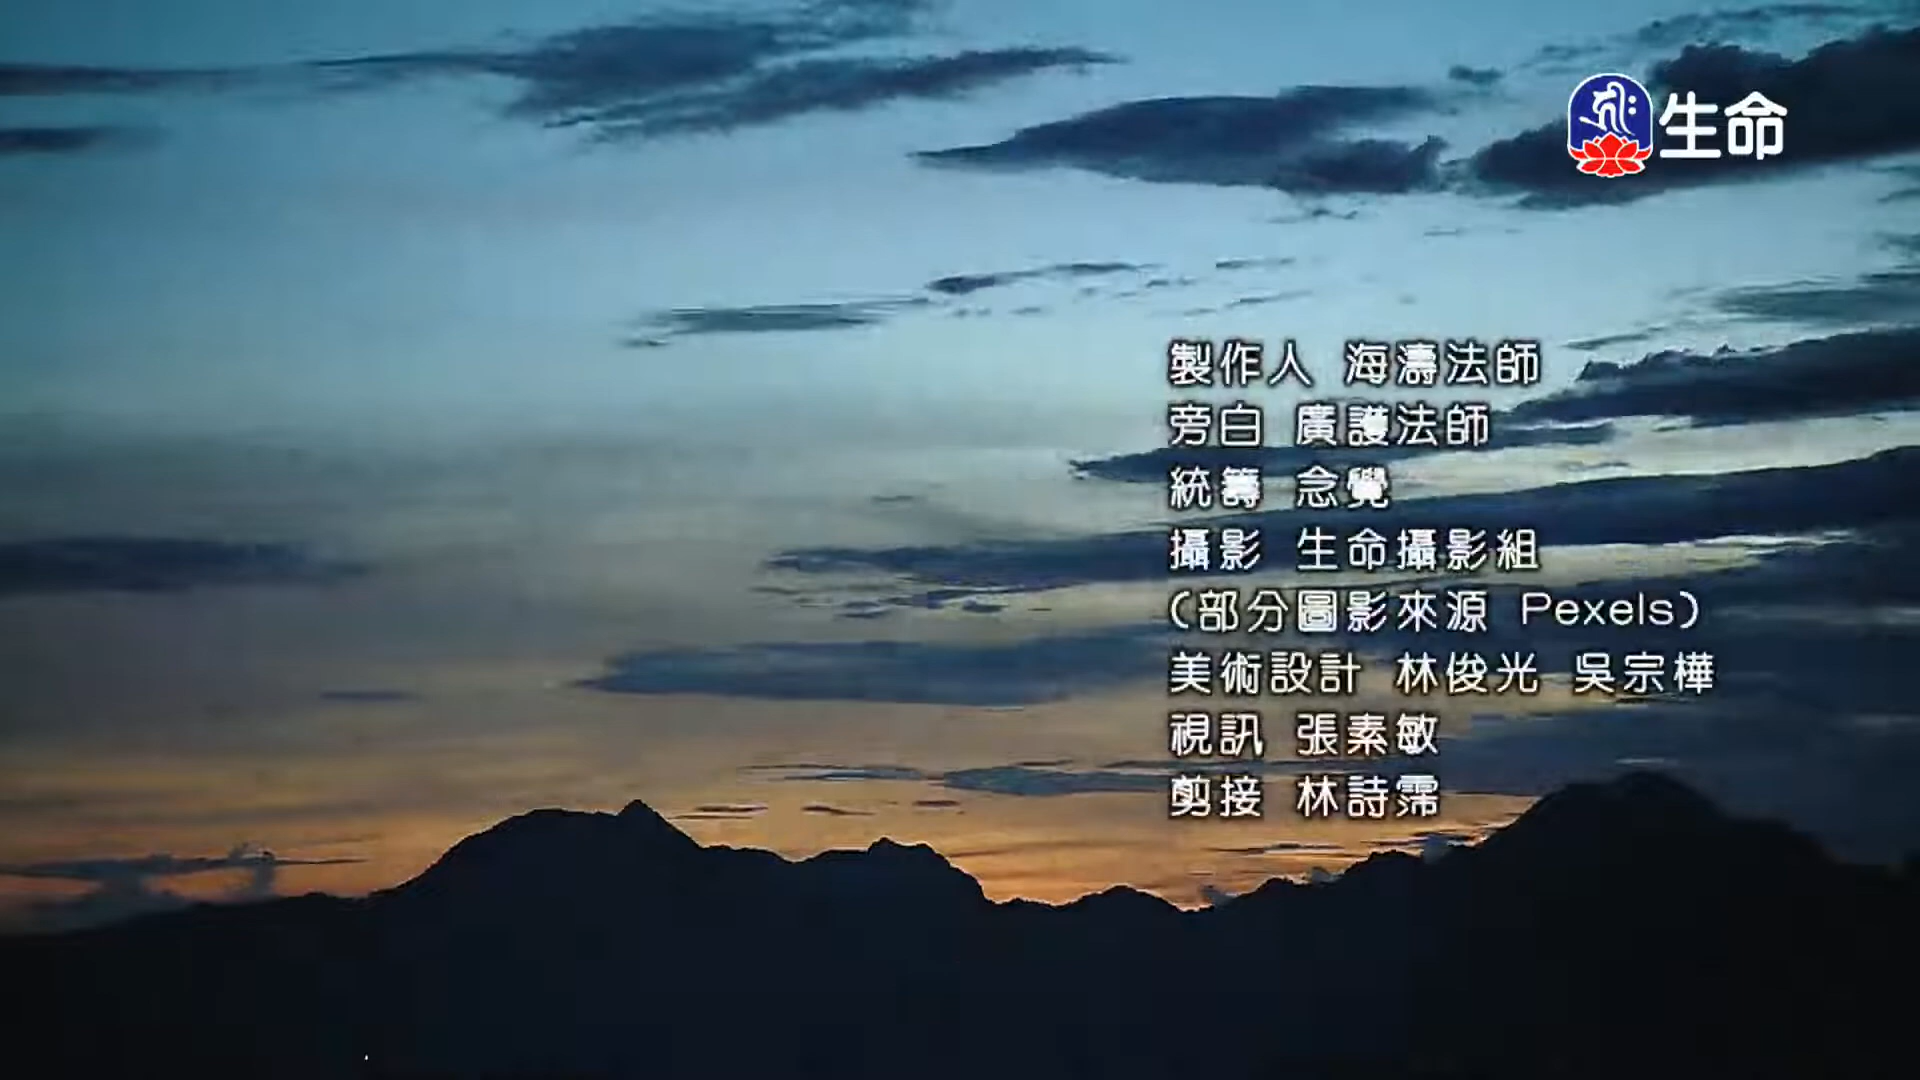 生命
製作人 海濤法師
旁白 廣護法師
統籌 念覺
攝影 生命攝影組
(部分圖影來源 Pexels)
美術設計 林俊光 吳宗樺
視訊 張素敏
剪接 林詩霈